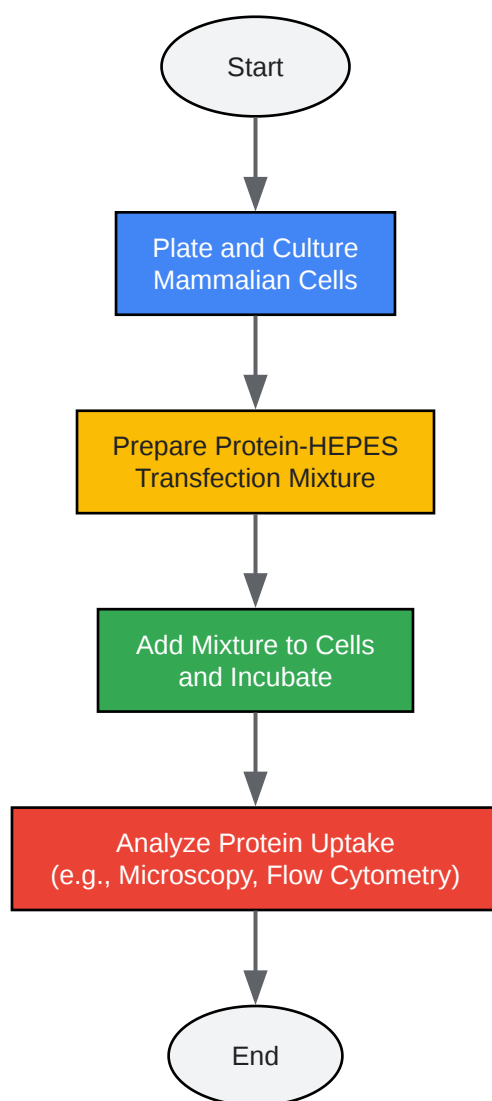 Start
Plate and Culture
Mammalian Cells
Prepare Protein-HEPES
Transfection Mixture
Add Mixture to Cells
and Incubate
Analyze Protein Uptake
(e.g., Microscopy, Flow Cytometry)
End